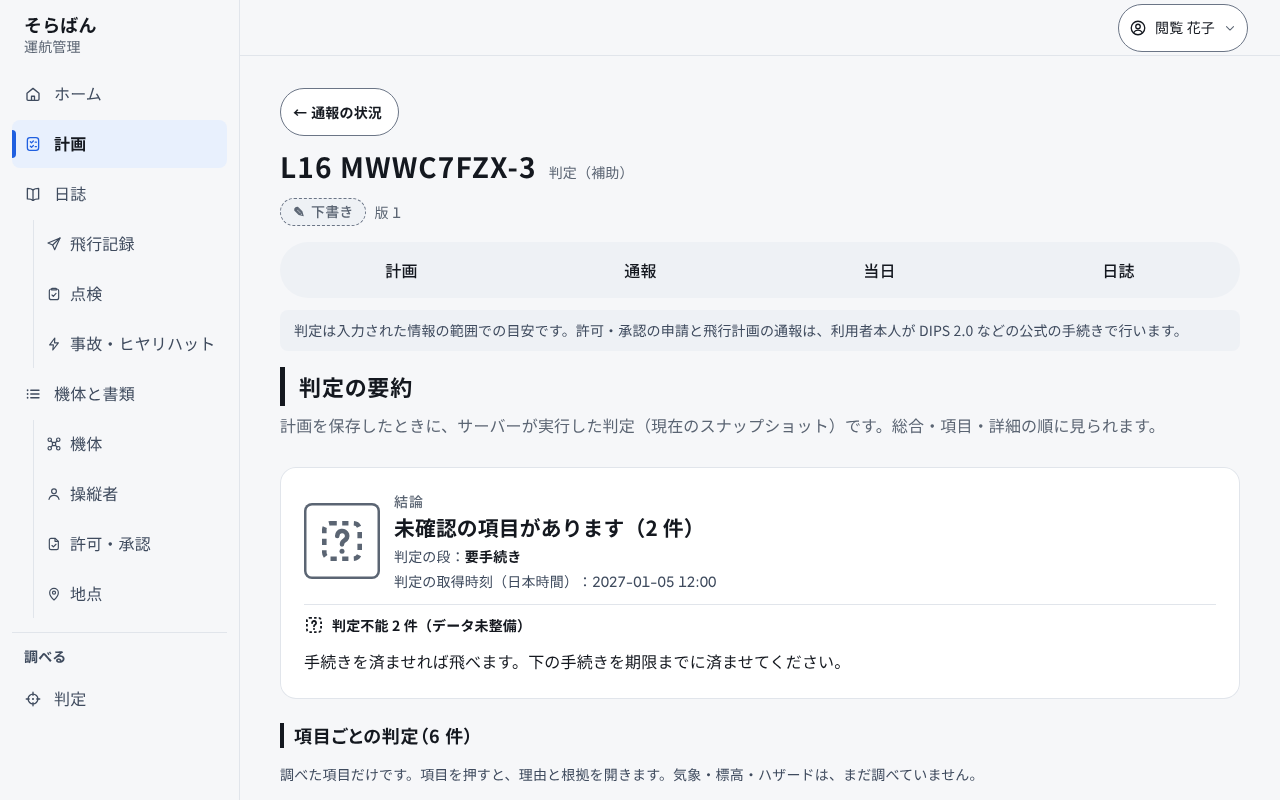 そらばん
運航管理
ホーム
計画
日誌
飛行記録
点検
事故・ヒヤリハット
機体と書類
機体
操縦者
許可・承認
地点
調べる
判定
閲覧 花子
← 通報の状況
L16 MWWC7FZX-3 判定（補助）
✎ 下書き 版 1
計画 通報 当日 日誌
判定は入力された情報の範囲での目安です。許可・承認の申請と飛行計画の通報は、利用者本人が DIPS 2.0 などの公式の手続きで行います。
判定の要約
計画を保存したときに、サーバーが実行した判定（現在のスナップショット）です。総合・項目・詳細の順に見られます。
結論
未確認の項目があります（2 件）
判定の段：要手続き
判定の取得時刻（日本時間）：2027-01-05 12:00
判定不能 2 件（データ未整備）
手続きを済ませれば飛べます。下の手続きを期限までに済ませてください。
項目ごとの判定（6 件）
調べた項目だけです。項目を押すと、理由と根拠を開きます。気象・標高・ハザードは、まだ調べていません。